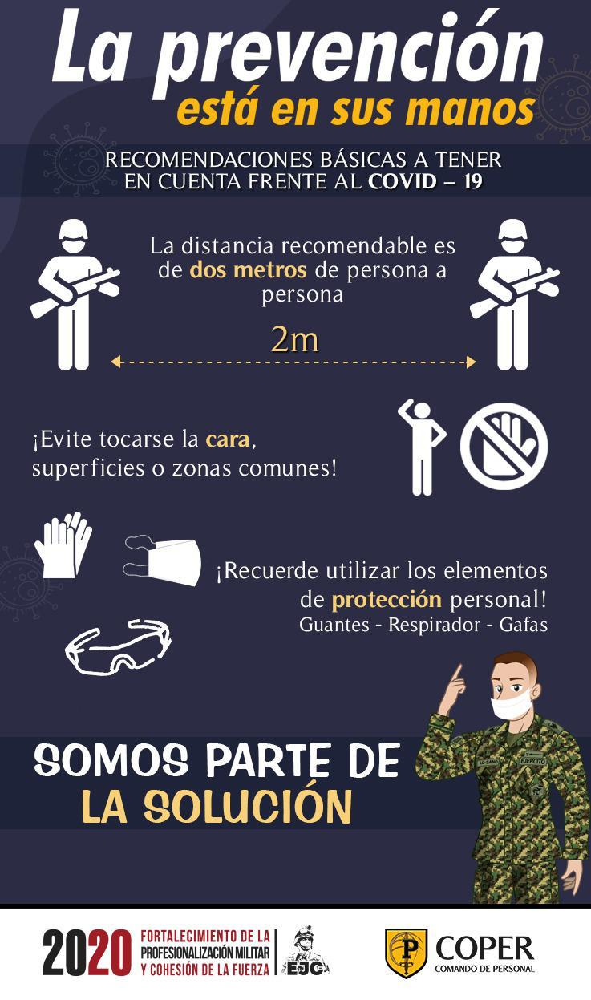 La prevención
está en sus manos
RECOMENDACIONES BÁSICAS A TENER
EN CUENTA FRENTE AL COVID – 19
La distancia recomendable es
de dos metros de persona a
persona
2m
¡Evite tocarse la cara,
superficies o zonas comunes!
¡Recuerde utilizar los elementos
de protección personal!
Guantes - Respirador - Gafas
SOMOS PARTE DE
LA SOLUCIÓN
EJERCITO
2020
FORTALECIMIENTO DE LA
PROFESIONALIZACIÓN MILITAR
Y COHESIÓN DE LA FUERZA
EJC
P
COPER
COMANDO DE PERSONAL